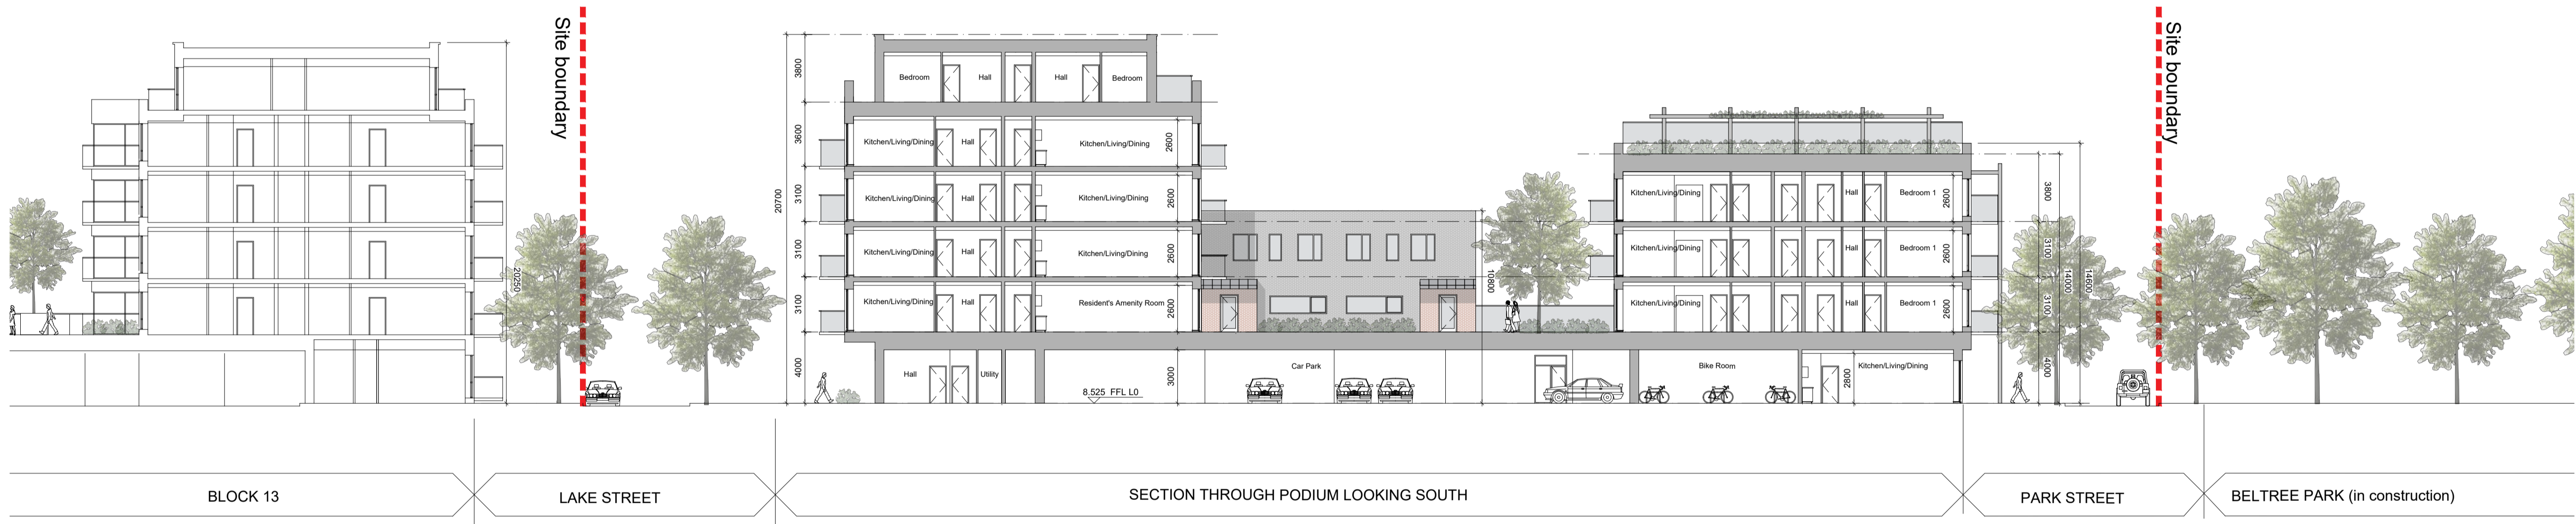 Site boundary
Site boundary
20250
20700
3800
3600
3100
3100
3100
4000
Bedroom
Hall
Hall
Bedroom
Kitchen/Living/Dining
Hall
Kitchen/Living/Dining
2600
Kitchen/Living/Dining
Hall
Kitchen/Living/Dining
2600
Kitchen/Living/Dining
Hall
Kitchen/Living/Dining
2600
Kitchen/Living/Dining
Hall
Resident's Amenity Room
2600
Hall
Utility
8.525 FFL L0
3000
Car Park
10800
Kitchen/Living/Dining
Hall
Bedroom 1
2600
Kitchen/Living/Dining
Hall
Bedroom 1
2600
Kitchen/Living/Dining
Hall
Bedroom 1
2600
Bike Room
2800
Kitchen/Living/Dining
3800
3100
3100
4000
14000
14600
BLOCK 13
LAKE STREET
SECTION THROUGH PODIUM LOOKING SOUTH
PARK STREET
BELTREE PARK (in construction)